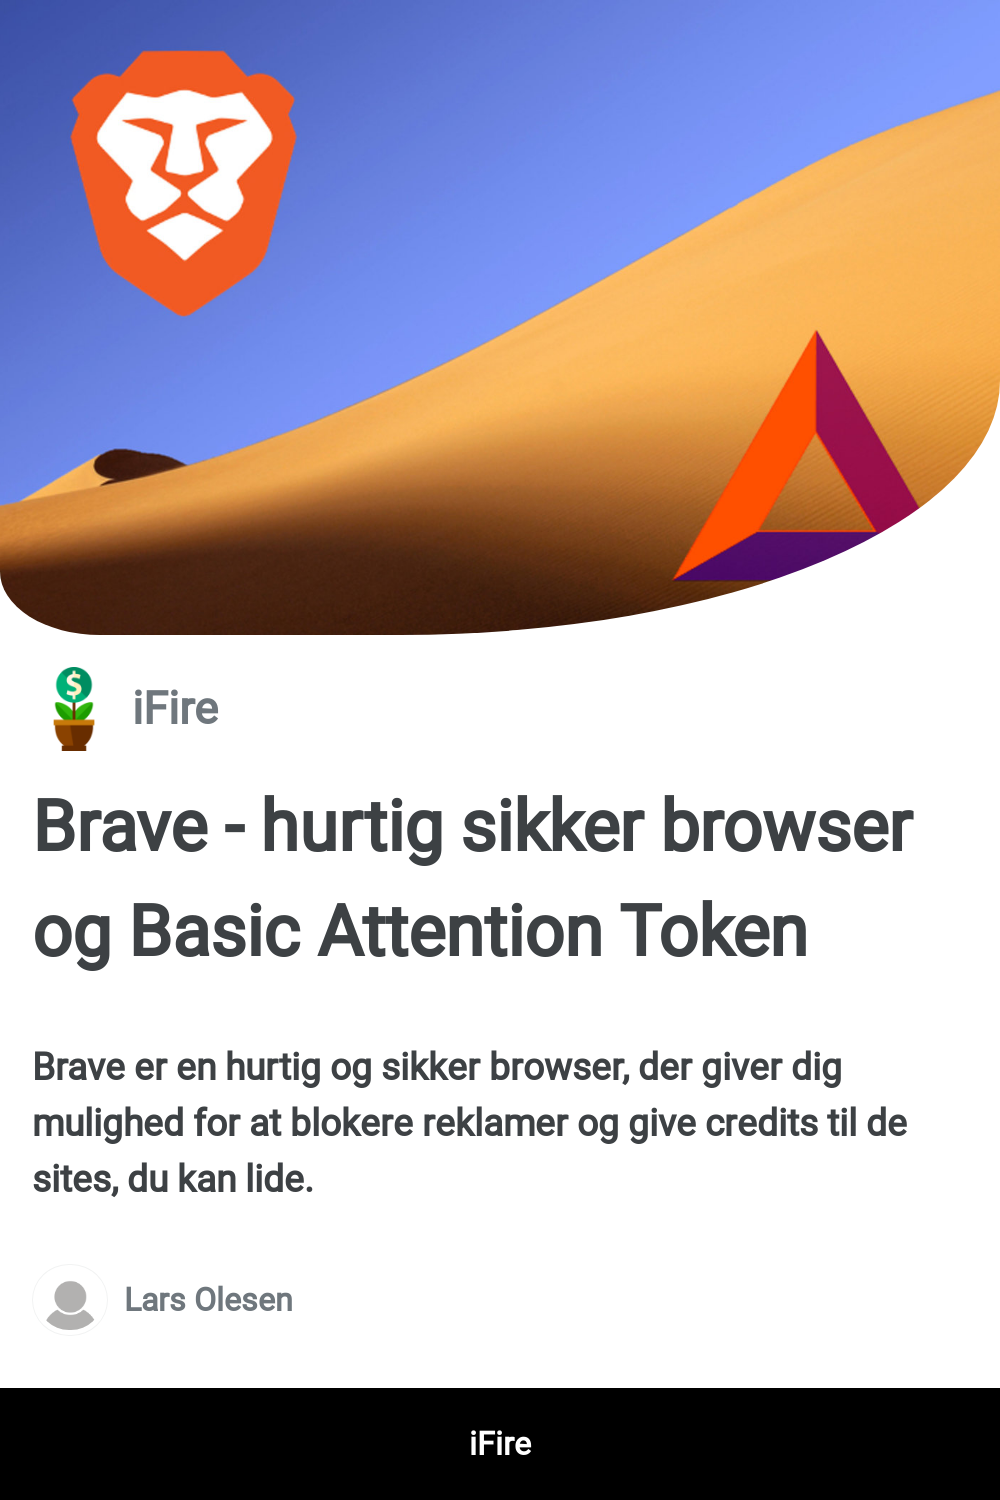 iFire
Brave - hurtig sikker browser
og Basic Attention Token
Brave er en hurtig og sikker browser, der giver dig
mulighed for at blokere reklamer og give credits til de
sites, du kan lide.
Lars Olesen
iFire